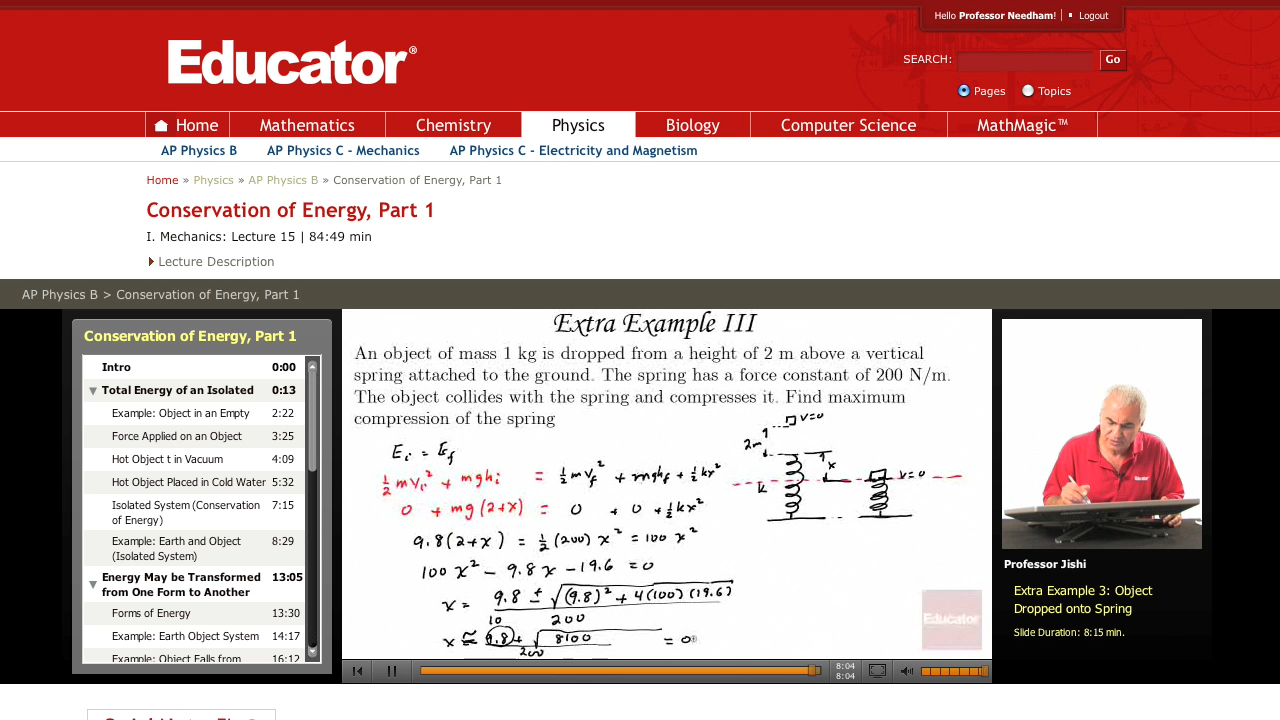 Hello Professor Needham! Logout
Educator®
SEARCH: Go
Pages Topics
Home Mathematics Chemistry Physics Biology Computer Science MathMagic™
AP Physics B AP Physics C - Mechanics AP Physics C - Electricity and Magnetism
Home » Physics » AP Physics B » Conservation of Energy, Part 1
Conservation of Energy, Part 1
I. Mechanics: Lecture 15 | 84:49 min
Lecture Description
AP Physics B > Conservation of Energy, Part 1
Conservation of Energy, Part 1
Intro 0:00
Total Energy of an Isolated 0:13
Example: Object in an Empty 2:22
Force Applied on an Object 3:25
Hot Object t in Vacuum 4:09
Hot Object Placed in Cold Water 5:32
Isolated System (Conservation 7:15
of Energy)
Example: Earth and Object 8:29
(Isolated System)
Energy May be Transformed 13:05
from One Form to Another
Forms of Energy 13:30
Example: Earth Object System 14:17
Example: Object Falls from 16:12
Extra Example III
An object of mass 1 kg is dropped from a height of 2 m above a vertical
spring attached to the ground. The spring has a force constant of 200 N/m.
The object collides with the spring and compresses it. Find maximum
compression of the spring
v=0
2m
x
k
v=0
Ei = Ef
½mvi² + mghi = ½mvf² + mghf + ½kx²
0 + mg(2+x) = 0 + 0 + ½kx²
9.8(2+x) = ½(200)x² = 100x²
100x² - 9.8x - 19.6 = 0
x = 9.8 ± √(9.8)² + 4(100)(19.6)
200
x ≅ 9.8 + √8100 = 0
200
Educator
8:04
8:04
Professor Jishi
Extra Example 3: Object
Dropped onto Spring
Slide Duration: 8:15 min.